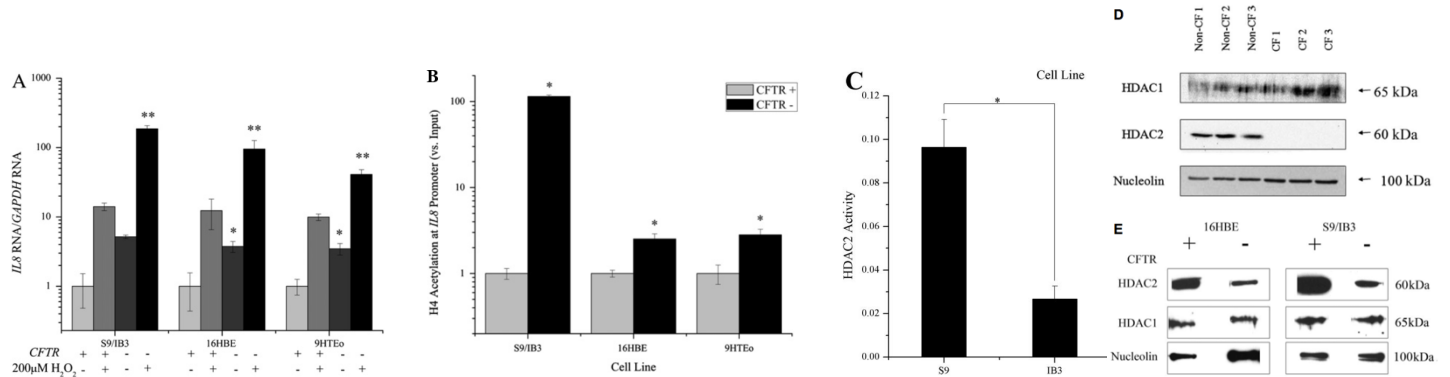 A
IL8 RNA/GAPDH RNA
1000
100
10
1
**
**
**
*
*
S9/IB3
16HBE
9HTEo
CFTR
+ + - - + + - - + + - -
200μM H2O2
- + - + - + - + - + - +
B
H4 Acetylation at IL8 Promoter (vs. Input)
CFTR +
CFTR -
100
10
1
*
*
*
S9/IB3
16HBE
9HTEo
Cell Line
C
Cell Line
HDAC2 Activity
0.12
0.10
0.08
0.06
0.04
0.02
0.00
*
S9
IB3
D
Non-CF 1
Non-CF 2
Non-CF 3
CF 1
CF 2
CF 3
HDAC1
← 65 kDa
HDAC2
← 60 kDa
Nucleolin
← 100 kDa
E
16HBE
S9/IB3
+ - + -
CFTR
HDAC2
60kDa
HDAC1
65kDa
Nucleolin
100kDa